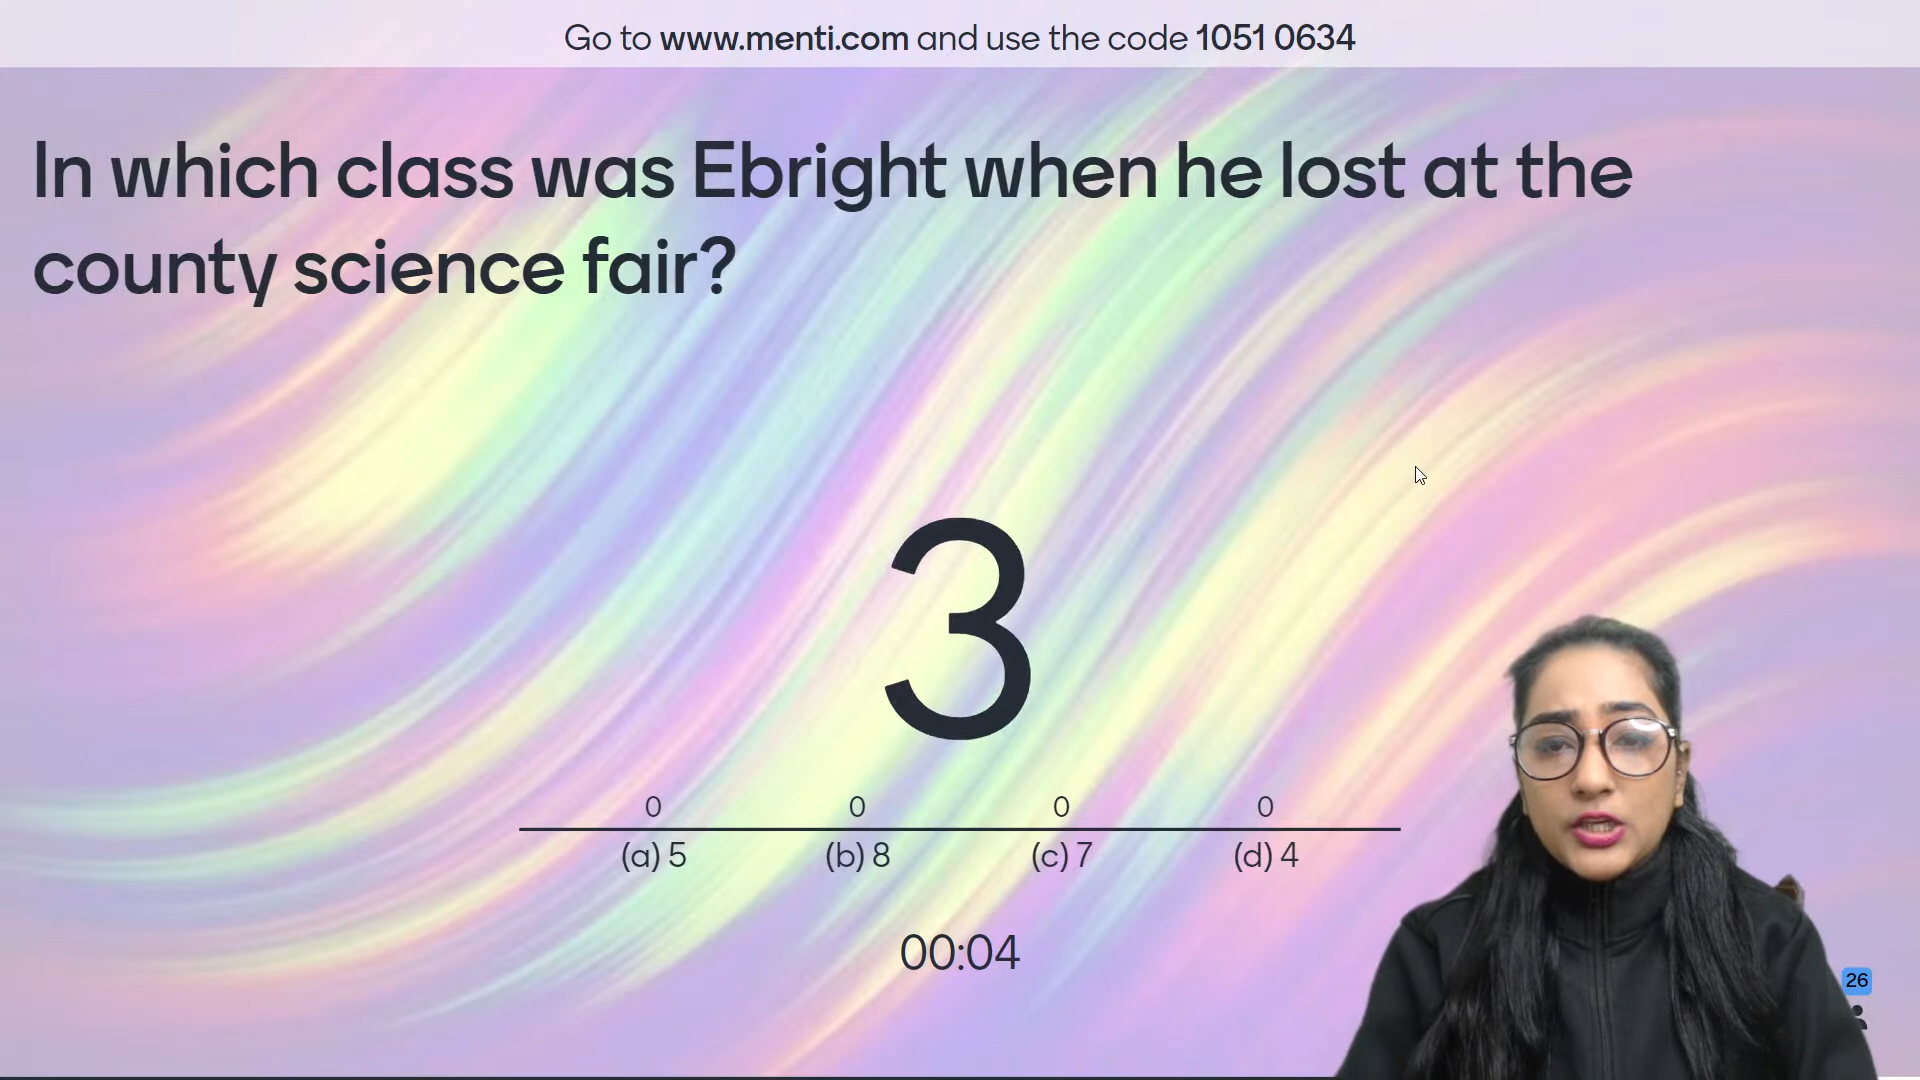 Go to www.menti.com and use the code 1051 0634
In which class was Ebright when he lost at the
county science fair?
3
0 0 0 0
(a) 5 (b) 8 (c) 7 (d) 4
00:04
26